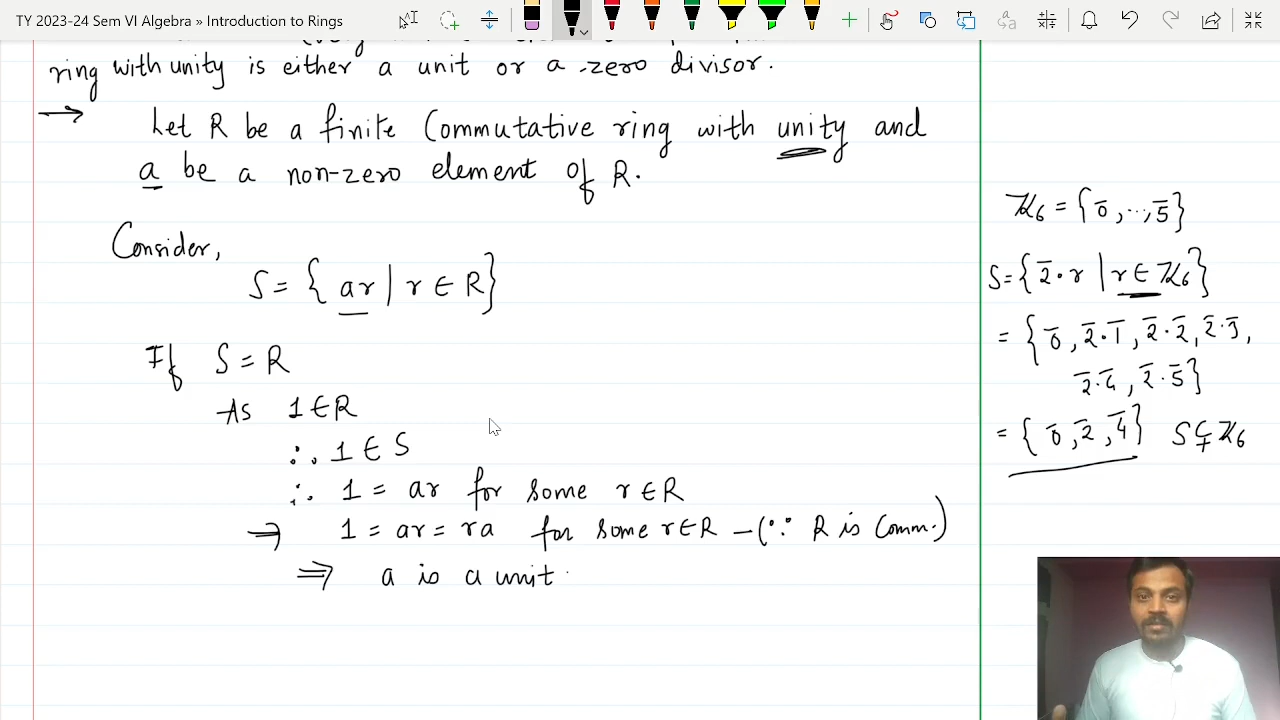 TY 2023-24 Sem VI Algebra » Introduction to Rings
ring with unity is either a unit or a zero divisor.
→ Let R be a finite Commutative ring with unity and
a be a non-zero element of R.
Consider,
S = { ar | r ∈ R }
If S = R
As 1 ∈ R
∴ 1 ∈ S
∴ 1 = ar for some r ∈ R
⇒ 1 = ar = ra for some r ∈ R – (∵ R is Comm.)
⇒ a is a unit.
ℤ₆ = { 0̄, ..., 5̄ }
S = { 2̄ · r | r ∈ ℤ₆ }
= { 0̄, 2̄·1̄, 2̄·2̄, 2̄·3̄,
2̄·4̄, 2̄·5̄ }
= { 0̄, 2̄, 4̄ } S ⊊ ℤ₆